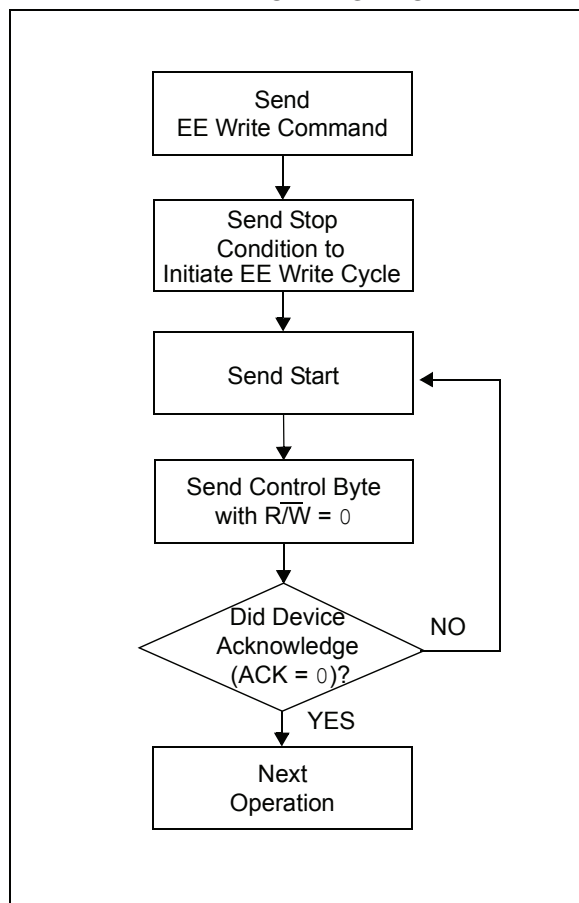 Send
EE Write Command
Send Stop
Condition to
Initiate EE Write Cycle
Send Start
Send Control Byte
with R/W̅ = 0
Did Device
Acknowledge
(ACK = 0)?
NO
YES
Next
Operation